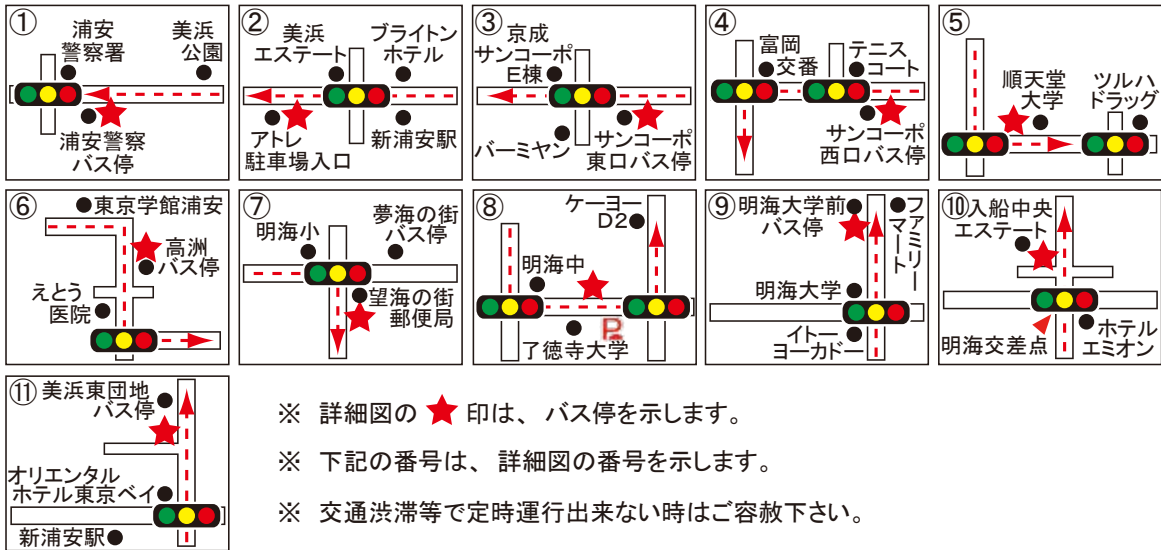 ①
浦安
警察署
美浜
公園
浦安警察
バス停
②
美浜
エステート
ブライトン
ホテル
アトレ
駐車場入口
新浦安駅
③
京成
サンコーポ
E棟
バーミヤン
サンコーポ
東口バス停
④
富岡
交番
テニス
コート
サンコーポ
西口バス停
⑤
順天堂
大学
ツルハ
ドラッグ
⑥
東京学館浦安
高洲
バス停
えとう
医院
⑦
明海小
夢海の街
バス停
望海の街
郵便局
⑧
ケーヨー
D2
明海中
P
了徳寺大学
⑨
明海大学前
バス停
ファミリー
マート
明海大学
イトー
ヨーカドー
⑩
入船中央
エステート
明海交差点
ホテル
エミオン
⑪
美浜東団地
バス停
オリエンタル
ホテル東京ベイ
新浦安駅
※ 詳細図の ★ 印は、バス停を示します。
※ 下記の番号は、詳細図の番号を示します。
※ 交通渋滞等で定時運行出来ない時はご容赦下さい。